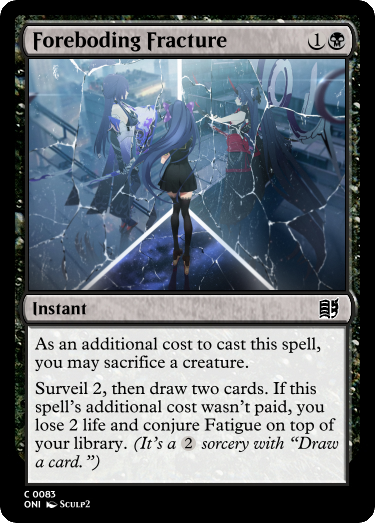 Foreboding Fracture 1
Instant
As an additional cost to cast this spell,
you may sacrifice a creature.
Surveil 2, then draw two cards. If this
spell's additional cost wasn't paid, you
lose 2 life and conjure Fatigue on top of
your library. (It's a 2 sorcery with “Draw
a card.”)
C 0083
ONI Sculp2